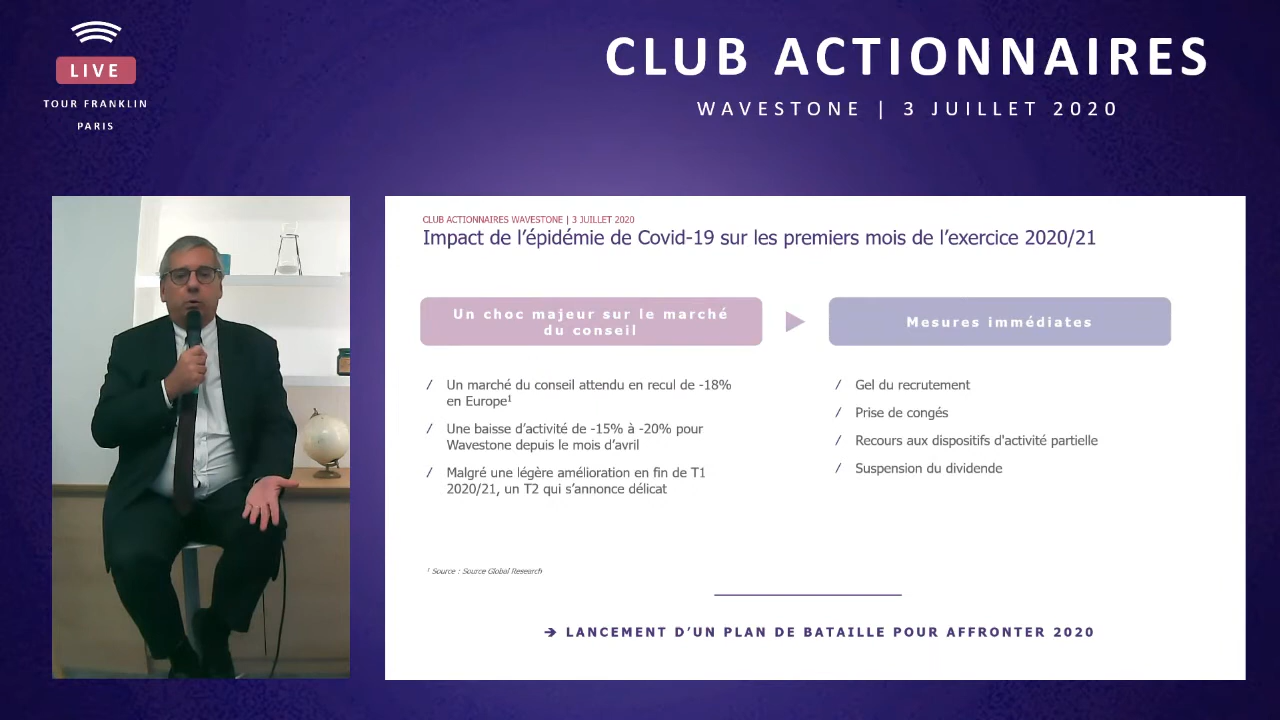 LIVE
TOUR FRANKLIN
PARIS
CLUB ACTIONNAIRES
WAVESTONE | 3 JUILLET 2020
CLUB ACTIONNAIRES WAVESTONE | 3 JUILLET 2020
Impact de l'épidémie de Covid-19 sur les premiers mois de l'exercice 2020/21
Un choc majeur sur le marché
du conseil
/ Un marché du conseil attendu en recul de -18%
en Europe¹
/ Une baisse d'activité de -15% à -20% pour
Wavestone depuis le mois d'avril
/ Malgré une légère amélioration en fin de T1
2020/21, un T2 qui s'annonce délicat
Mesures immédiates
/ Gel du recrutement
/ Prise de congés
/ Recours aux dispositifs d'activité partielle
/ Suspension du dividende
¹ Source : Source Global Research
➔ LANCEMENT D'UN PLAN DE BATAILLE POUR AFFRONTER 2020